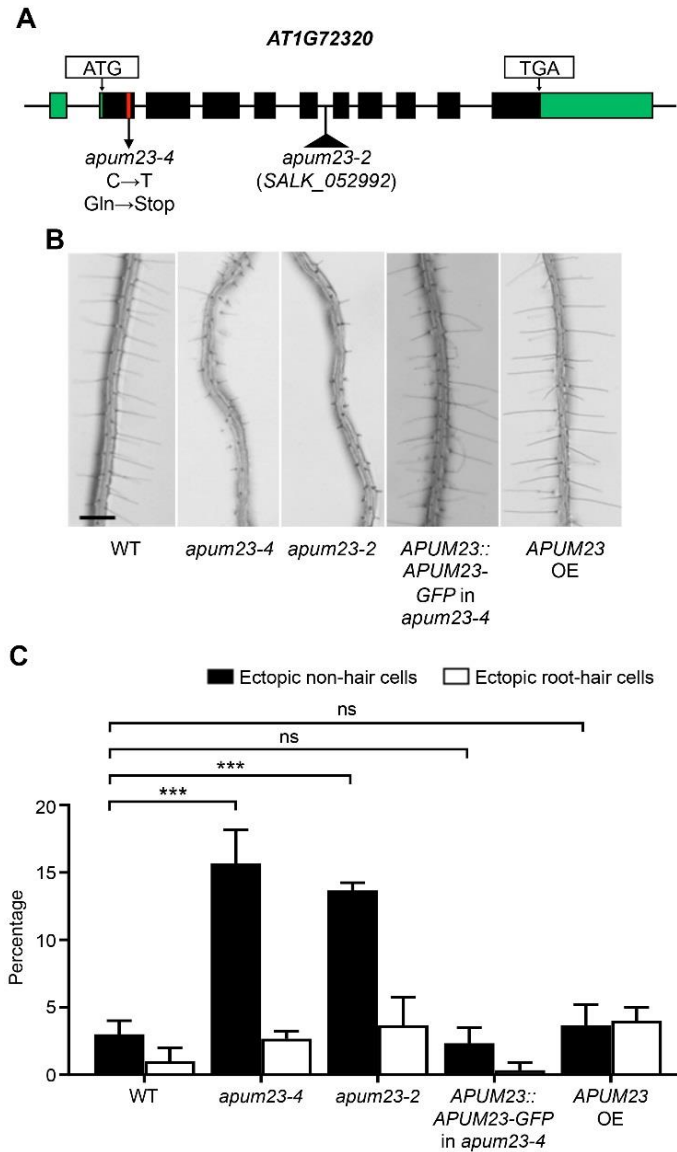 A
AT1G72320
ATG
TGA
apum23-4
C→T
Gln→Stop
apum23-2
(SALK_052992)
B
WT
apum23-4
apum23-2
APUM23::
APUM23-
GFP in
apum23-4
APUM23
OE
C
Ectopic non-hair cells
Ectopic root-hair cells
ns
ns
***
***
Percentage
20
15
10
5
0
WT
apum23-4
apum23-2
APUM23::
APUM23-GFP
in apum23-4
APUM23
OE